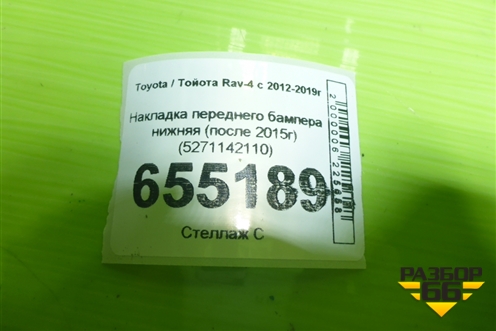 Toyota / Тойота Rav-4 с 2012-2019г
Накладка переднего бампера
нижняя (после 2015г)
(5271142110)
655189
Стеллаж С
РАЗБОР
66